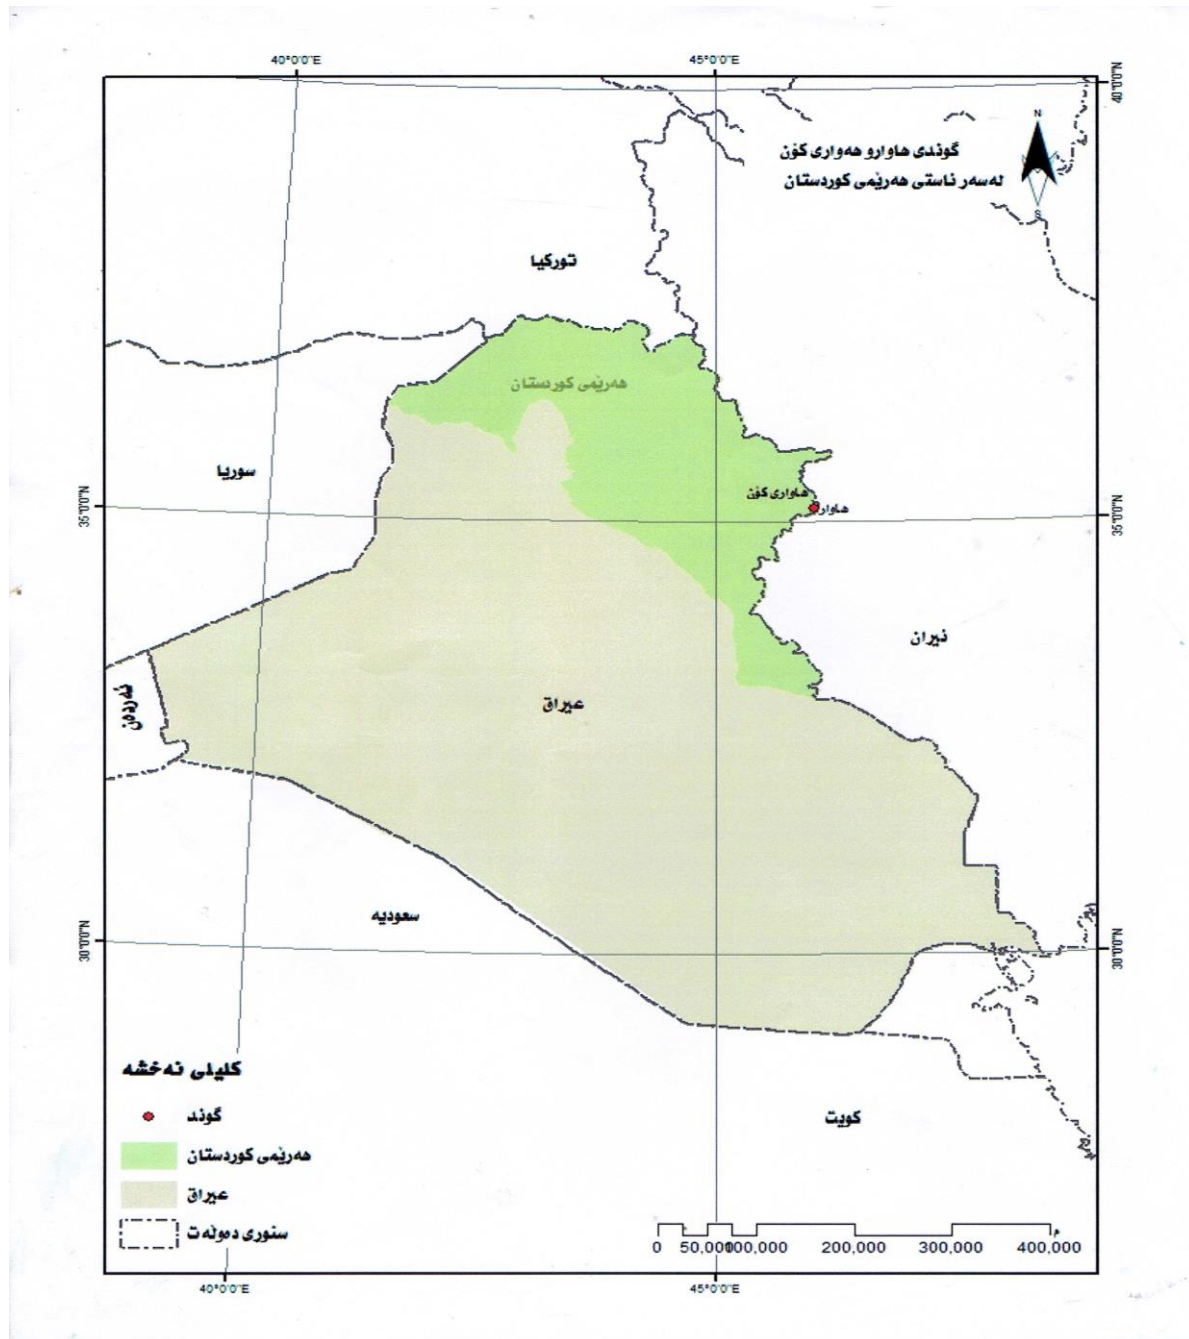 40°0'0"E
45°0'0"E
40°0'0"N
N
گوندی هاوارو هەواری کۆن
لەسەر ئاستی هەرێمی کوردستان
S
تورکیا
هەرێمی کوردستان
سوریا
هاواری کۆن
هاوار
35°0'0"N
35°0'0"N
ئیران
ئەردەن
عیراق
سعودیە
30°0'0"N
30°0'0"N
کلیلی نەخشە
گوند
کویت
هەرێمی کوردستان
عیراق
سنوری دەوڵەت
م
0 50,000 100,000 200,000 300,000 400,000
40°0'0"E
45°0'0"E